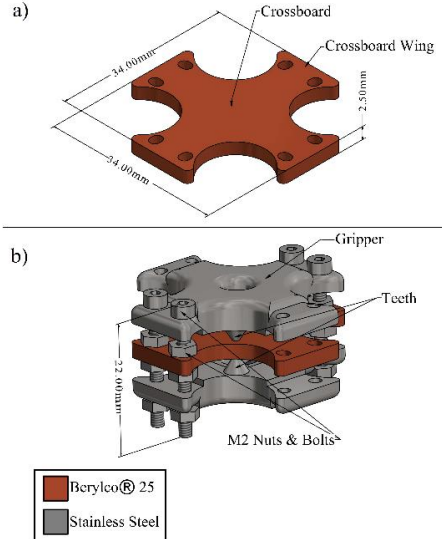 a)
Crossboard
Crossboard Wing
34.00mm
2.50mm
34.00mm
b)
Gripper
Teeth
22.00mm
M2 Nuts & Bolts
Berylco® 25
Stainless Steel